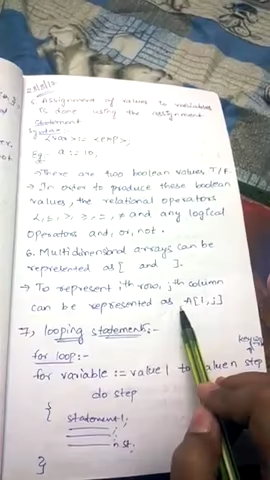 5. Assignment of values to variables
is done using the assignment
statement
Syntax:-
<var> := <exp>;
Eg: a := 10;
→ There are two boolean values T/F.
→ In order to produce these boolean
values, the relational operators
<, ≤, >, ≥, =, ≠ and any logical
operators and, or, not.
6. Multidimensional arrays can be
represented as [ and ].
→ To represent ith row, jth column
can be represented as A[i,j]
7, looping statements:-
for loop:-
for variable := value 1 to value n step
do step
{
statement 1;
n st;
}